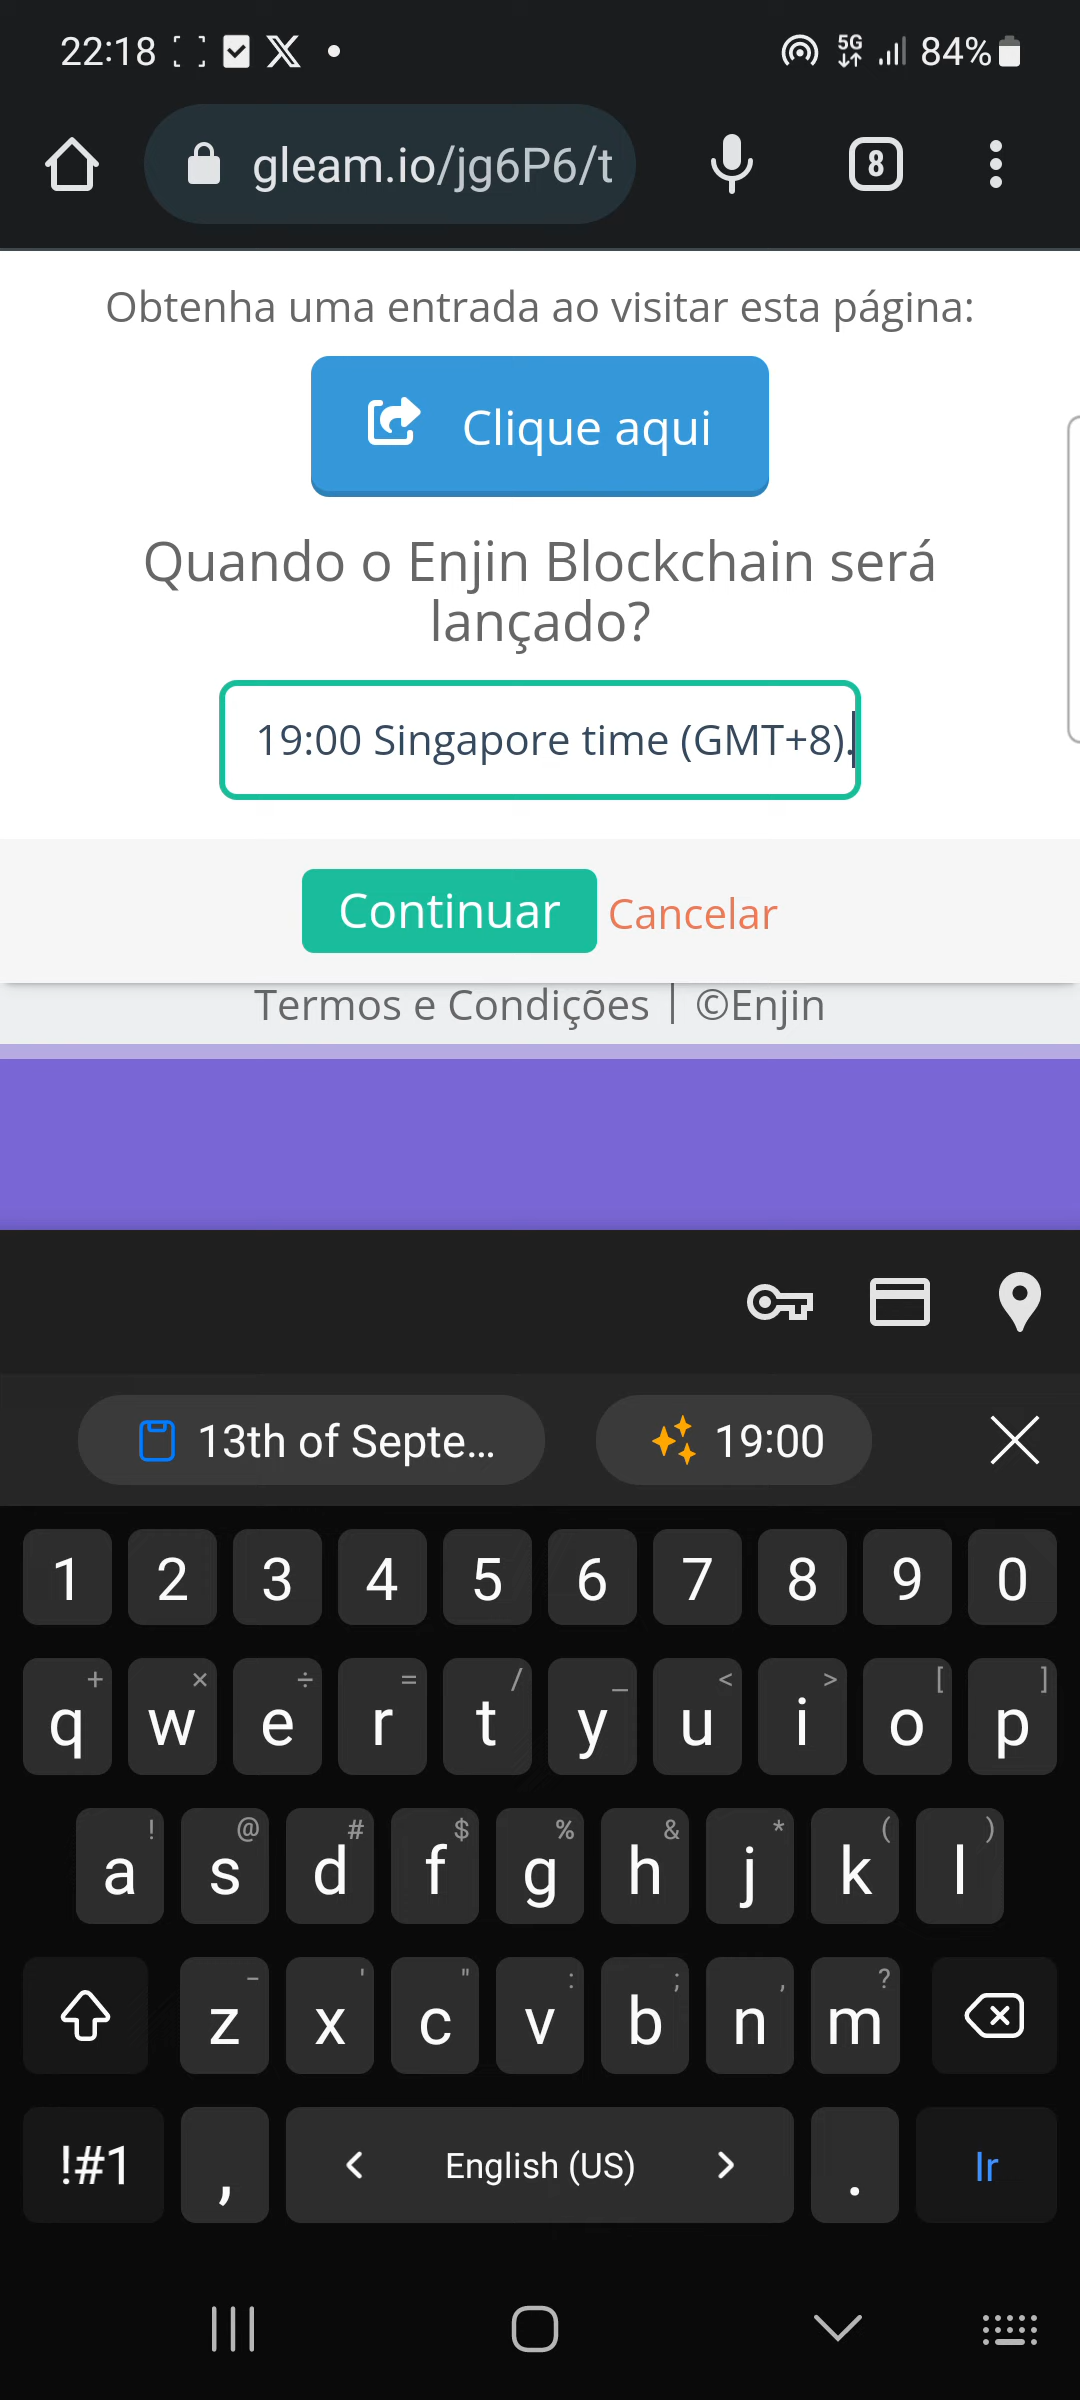 22:18
5G
84%
gleam.io/jg6P6/t
8
Obtenha uma entrada ao visitar esta página:
Clique aqui
Quando o Enjin Blockchain será
lançado?
19:00 Singapore time (GMT+8).
Continuar Cancelar
Termos e Condições | ©Enjin
13th of Septe... 19:00
1 2 3 4 5 6 7 8 9 0
+ × ÷ = / _ < > [ ]
q w e r t y u i o p
! @ # $ % & * ( )
a s d f g h j k l
- ' " : ; , ?
z x c v b n m
!#1 , < English (US) > . Ir